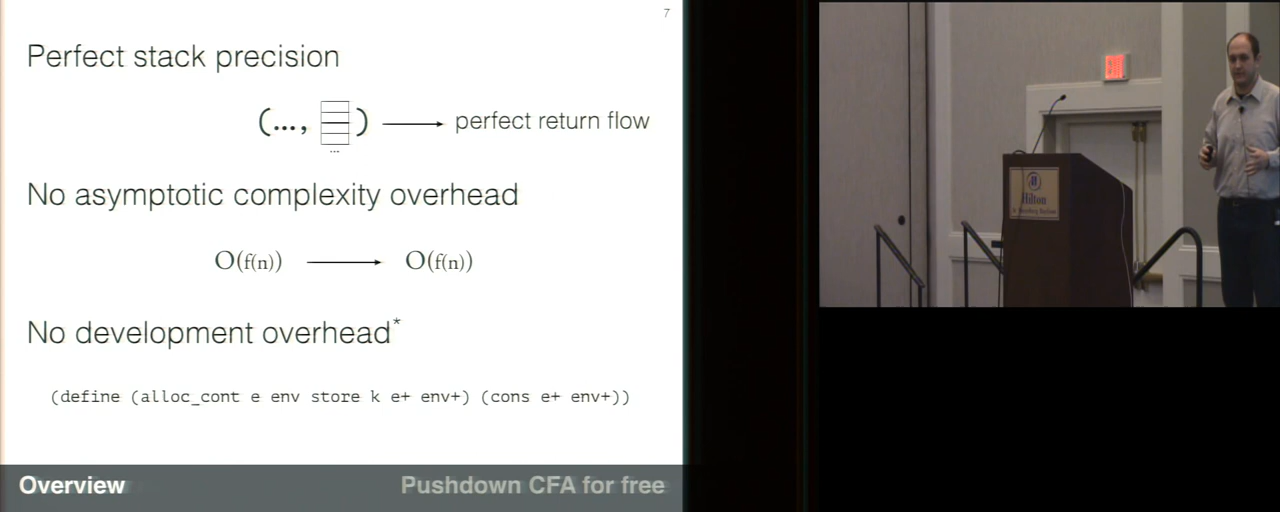 7
Perfect stack precision
(..., ... ) perfect return flow
No asymptotic complexity overhead
O(f(n)) O(f(n))
No development overhead*
(define (alloc_cont e env store k e+ env+) (cons e+ env+))
Overview Pushdown CFA for free
Hilton